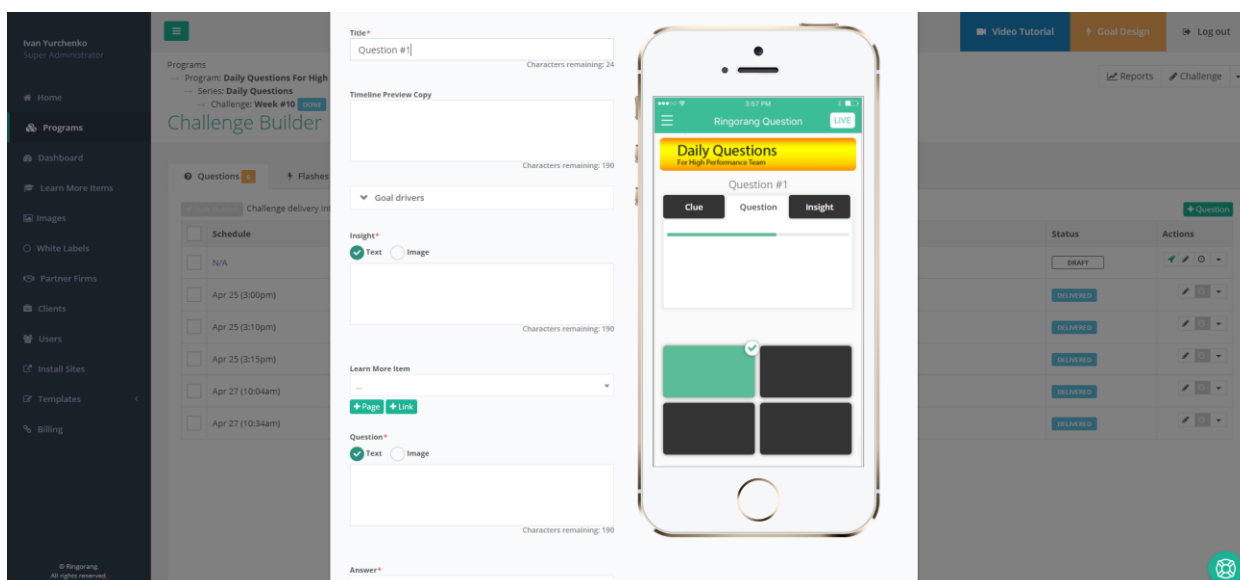 Ivan Yurchenko
Super Administrator
Home
Programs
Dashboard
Learn More Items
Images
White Labels
Partner Firms
Clients
Users
Install Sites
Templates
Billing
© Ringorang.
All rights reserved.
Programs
Program: Daily Questions For High
Series: Daily Questions
Challenge: Week #10 DONE
Challenge Builder
Questions 6
Flashes
Challenge delivery in
Schedule
N/A
Apr 25 (3:00pm)
Apr 25 (3:10pm)
Apr 25 (3:15pm)
Apr 27 (10:04am)
Apr 27 (10:34am)
Title*
Question #1
Characters remaining: 24
Timeline Preview Copy
Characters remaining: 190
Goal drivers
Insight*
Text Image
Characters remaining: 190
Learn More Item
...
+ Page + Link
Question*
Text Image
Characters remaining: 190
Answer*
3:57 PM
Ringorang Question LIVE
Daily Questions
For High Performance Team
Question #1
Clue Question Insight
Video Tutorial Goal Design Log out
Reports Challenge
+ Question
Status Actions
DRAFT
DELIVERED
DELIVERED
DELIVERED
DELIVERED
DELIVERED